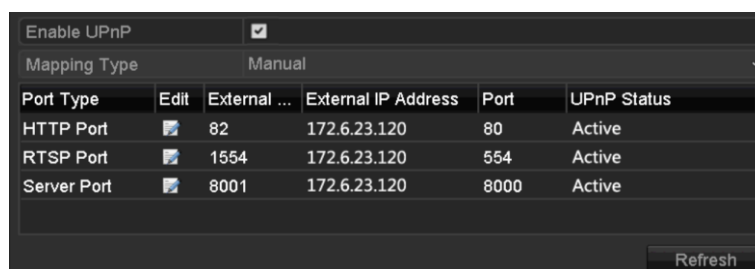 Enable UPnP
Mapping Type Manual
Port Type Edit External ... External IP Address Port UPnP Status
HTTP Port 82 172.6.23.120 80 Active
RTSP Port 1554 172.6.23.120 554 Active
Server Port 8001 172.6.23.120 8000 Active
Refresh